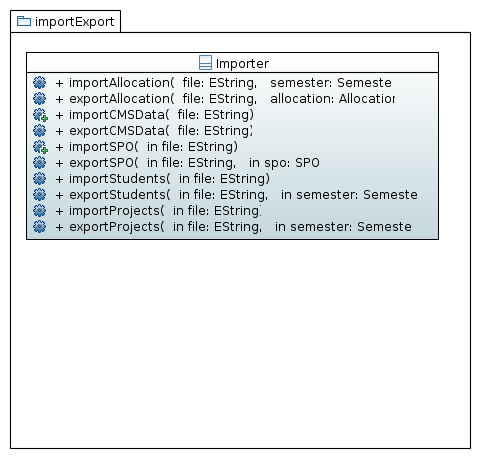 importExport
Importer
+ importAllocation(  file: EString,   semester: Semeste
+ exportAllocation(  file: EString,   allocation: Allocation
+ importCMSData(  file: EString)
+ exportCMSData(  file: EString)
+ importSPO(  in file: EString)
+ exportSPO(  in file: EString,   in spo: SPO
+ importStudents(  in file: EString)
+ exportStudents(  in file: EString,   in semester: Semeste
+ importProjects(  in file: EString)
+ exportProjects(  in file: EString,   in semester: Semeste